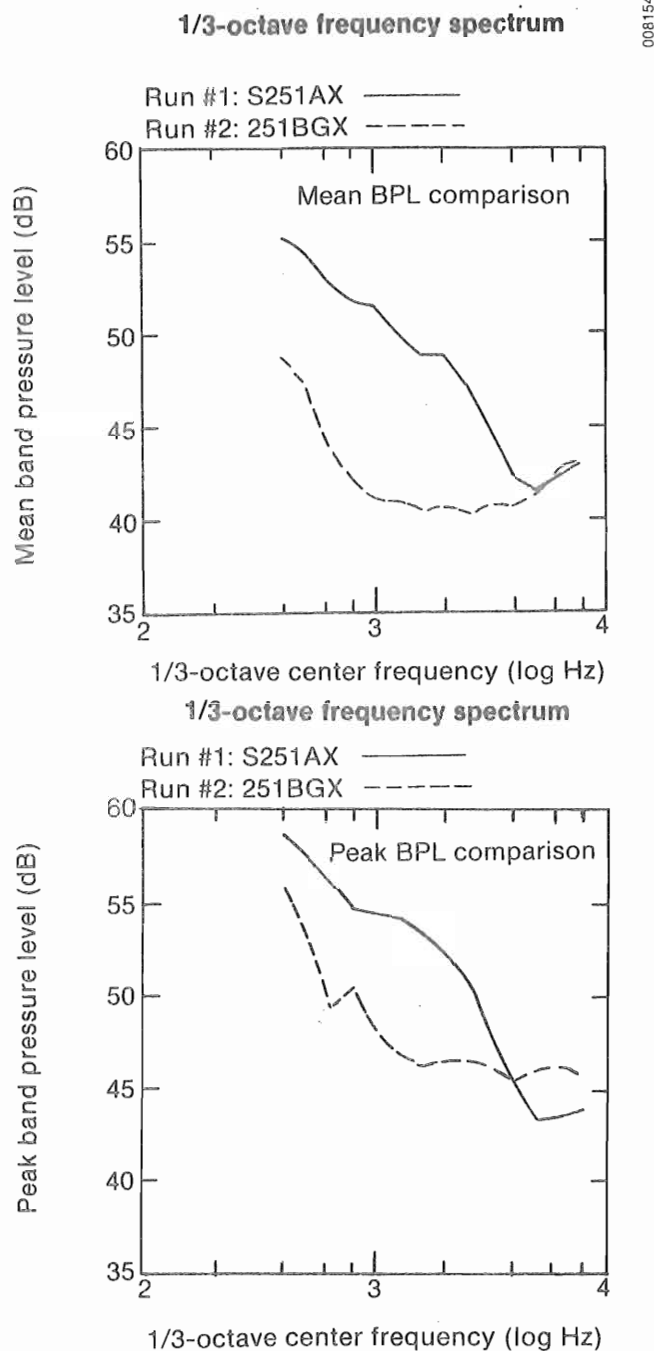 1/3-octave frequency spectrum
008154
Run #1: S251AX
Run #2: 251BGX
Mean BPL comparison
Mean band pressure level (dB)
60
55
50
45
40
35
2
3
4
1/3-octave center frequency (log Hz)
1/3-octave frequency spectrum
Run #1: S251AX
Run #2: 251BGX
Peak BPL comparison
Peak band pressure level (dB)
60
55
50
45
40
35
2
3
4
1/3-octave center frequency (log Hz)